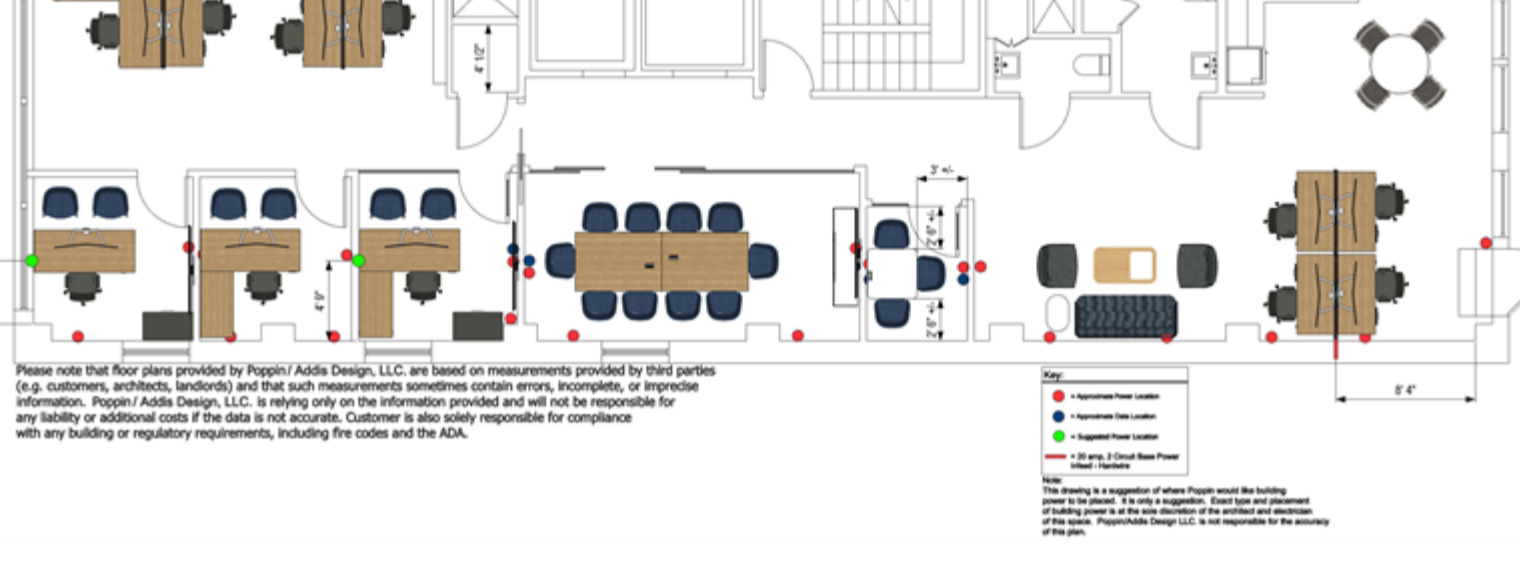 4' 1/2"
3' +/-
2' 6" +/-
4' 9"
2' 6" +/-
Please note that floor plans provided by Poppin / Addis Design, LLC. are based on measurements provided by third parties
(e.g. customers, architects, landlords) and that such measurements sometimes contain errors, incomplete, or imprecise
information. Poppin / Addis Design, LLC. is relying only on the information provided and will not be responsible for
any liability or additional costs if the data is not accurate. Customer is also solely responsible for compliance
with any building or regulatory requirements, including fire codes and the ADA.
8' 4"
Key:
= Approximate Power Location
= Approximate Data Location
= Suggested Power Location
= 20 amp, 2 Circuit Base Power
Infeed - Hardwire
Note:
This drawing is a suggestion of where Poppin would like building
power to be placed. It is only a suggestion. Exact type and placement
of building power is at the sole discretion of the architect and electrician
of this space. Poppin/Addis Design LLC. is not responsible for the accuracy
of this plan.